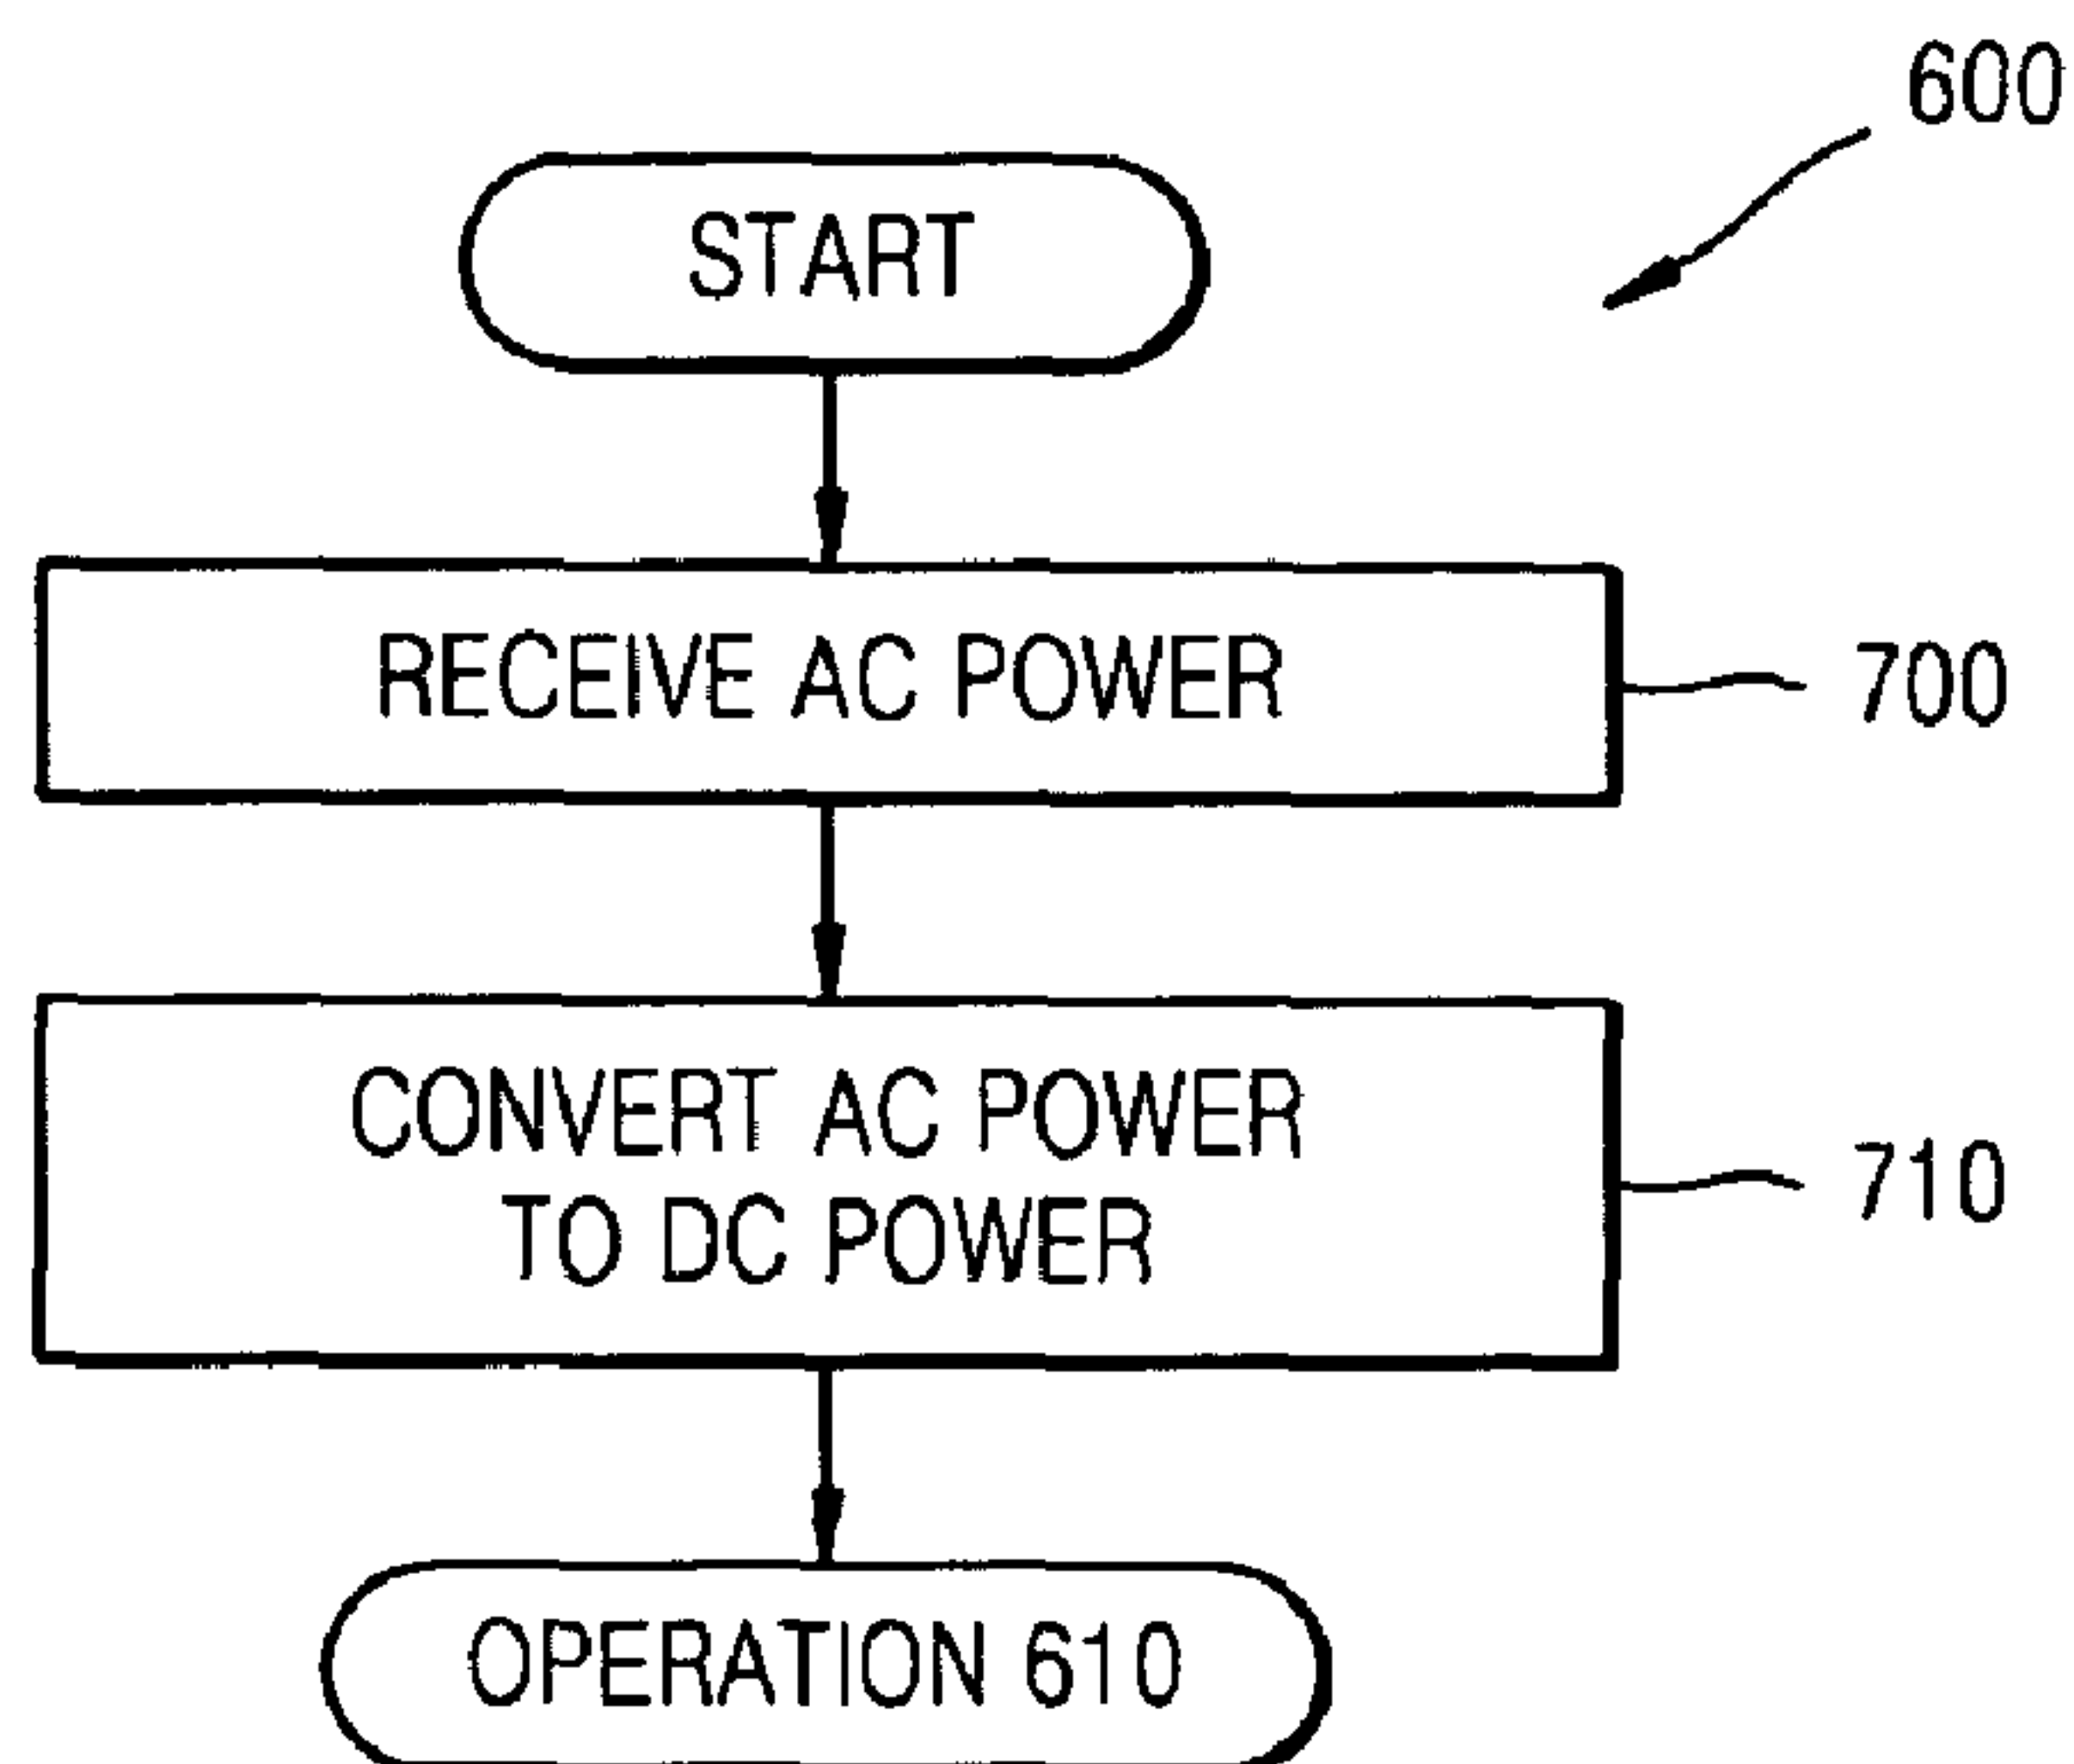 600
START
RECEIVE AC POWER
700
CONVERT AC POWER
TO DC POWER
710
OPERATION 610